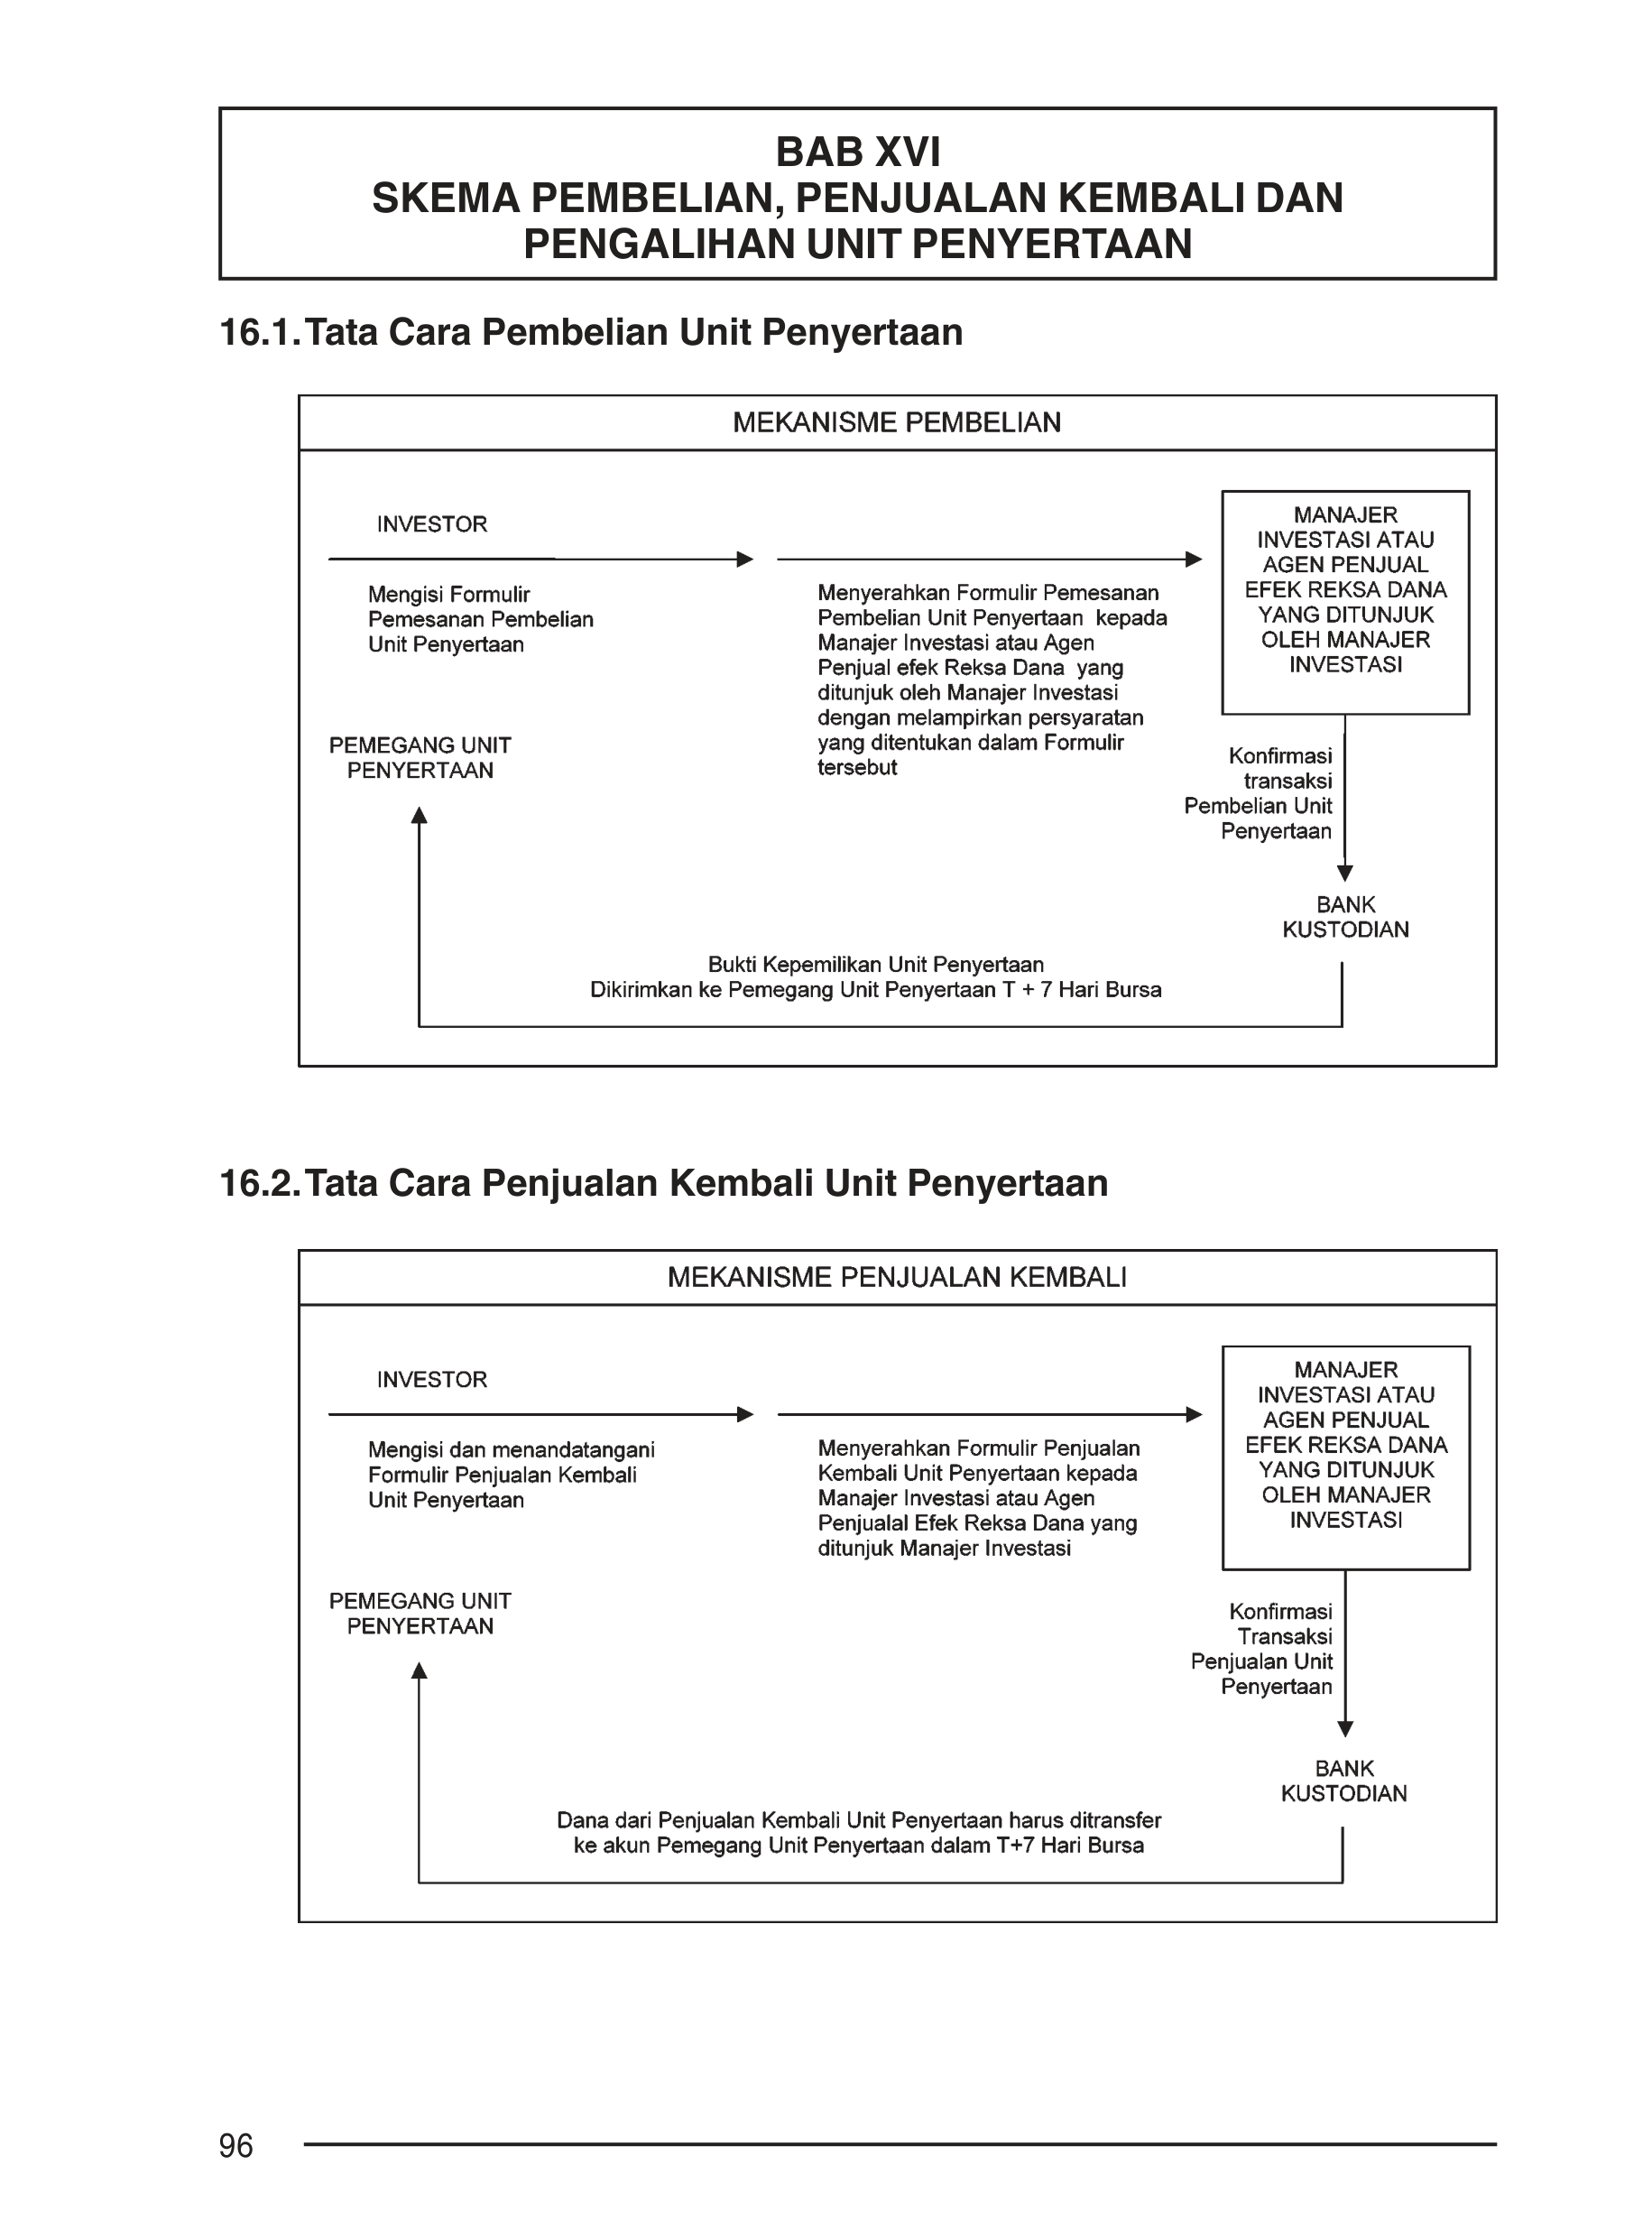 BAB XVI
SKEMA PEMBELIAN, PENJUALAN KEMBALI DAN
PENGALIHAN UNIT PENYERTAAN
16.1. Tata Cara Pembelian Unit Penyertaan
MEKANISME PEMBELIAN
INVESTOR
Mengisi Formulir
Pemesanan Pembelian
Unit Penyertaan
Menyerahkan Formulir Pemesanan
Pembelian Unit Penyertaan kepada
Manajer Investasi atau Agen
Penjual efek Reksa Dana yang
ditunjuk oleh Manajer Investasi
dengan melampirkan persyaratan
yang ditentukan dalam Formulir
tersebut
MANAJER
INVESTASI ATAU
AGEN PENJUAL
EFEK REKSA DANA
YANG DITUNJUK
OLEH MANAJER
INVESTASI
PEMEGANG UNIT
PENYERTAAN
Konfirmasi
transaksi
Pembelian Unit
Penyertaan
BANK
KUSTODIAN
Bukti Kepemilikan Unit Penyertaan
Dikirimkan ke Pemegang Unit Penyertaan T + 7 Hari Bursa
16.2. Tata Cara Penjualan Kembali Unit Penyertaan
MEKANISME PENJUALAN KEMBALI
INVESTOR
Mengisi dan menandatangani
Formulir Penjualan Kembali
Unit Penyertaan
Menyerahkan Formulir Penjualan
Kembali Unit Penyertaan kepada
Manajer Investasi atau Agen
Penjualal Efek Reksa Dana yang
ditunjuk Manajer Investasi
MANAJER
INVESTASI ATAU
AGEN PENJUAL
EFEK REKSA DANA
YANG DITUNJUK
OLEH MANAJER
INVESTASI
PEMEGANG UNIT
PENYERTAAN
Konfirmasi
Transaksi
Penjualan Unit
Penyertaan
BANK
KUSTODIAN
Dana dari Penjualan Kembali Unit Penyertaan harus ditransfer
ke akun Pemegang Unit Penyertaan dalam T+7 Hari Bursa
96